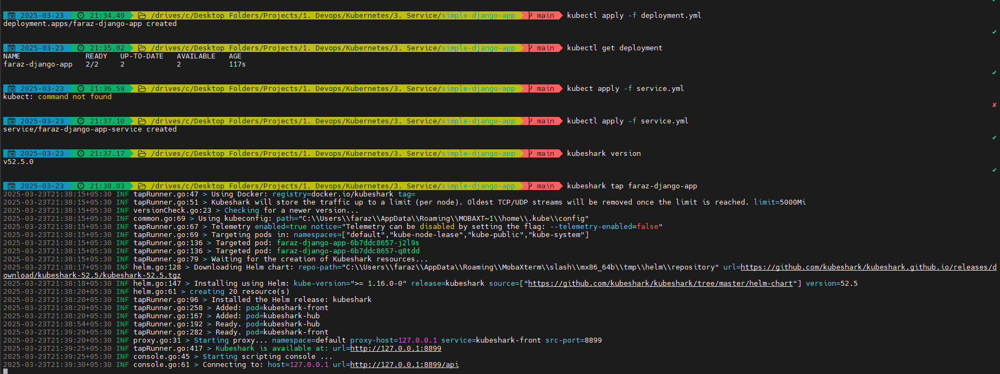 2025-03-23 21:34.49 /drives/c/Desktop Folders/Projects/1. Devops/Kubernetes/3. Service/simple-django-app main kubectl apply -f deployment.yml
deployment.apps/faraz-django-app created
2025-03-23 21:35.02 /drives/c/Desktop Folders/Projects/1. Devops/Kubernetes/3. Service/simple-django-app main kubectl get deployment
NAME READY UP-TO-DATE AVAILABLE AGE
faraz-django-app 2/2 2 2 117s
2025-03-23 21:36.59 /drives/c/Desktop Folders/Projects/1. Devops/Kubernetes/3. Service/simple-django-app main kubect apply -f service.yml
kubect: command not found
2025-03-23 21:37.10 /drives/c/Desktop Folders/Projects/1. Devops/Kubernetes/3. Service/simple-django-app main kubectl apply -f service.yml
service/faraz-django-app-service created
2025-03-23 21:37.17 /drives/c/Desktop Folders/Projects/1. Devops/Kubernetes/3. Service/simple-django-app main kubeshark version
v52.5.0
2025-03-23 21:38.03 /drives/c/Desktop Folders/Projects/1. Devops/Kubernetes/3. Service/simple-django-app main kubeshark tap faraz-django-app
2025-03-23T21:38:15+05:30 INF tapRunner.go:47 > Using Docker: registry=docker.io/kubeshark tag=
2025-03-23T21:38:15+05:30 INF tapRunner.go:51 > Kubeshark will store the traffic up to a limit (per node). Oldest TCP/UDP streams will be removed once the limit is reached. limit=5000Mi
2025-03-23T21:38:15+05:30 INF versionCheck.go:23 > Checking for a newer version...
2025-03-23T21:38:15+05:30 INF common.go:69 > Using kubeconfig: path="C:\\Users\\faraz\\AppData\\Roaming\\MOBAXT~1\\home\\.kube\\config"
2025-03-23T21:38:15+05:30 INF tapRunner.go:67 > Telemetry enabled=true notice="Telemetry can be disabled by setting the flag: --telemetry-enabled=false"
2025-03-23T21:38:15+05:30 INF tapRunner.go:69 > Targeting pods in: namespaces=["default","kube-node-lease","kube-public","kube-system"]
2025-03-23T21:38:15+05:30 INF tapRunner.go:136 > Targeted pod: faraz-django-app-6b7ddc8657-j2l9s
2025-03-23T21:38:15+05:30 INF tapRunner.go:136 > Targeted pod: faraz-django-app-6b7ddc8657-q8tdd
2025-03-23T21:38:15+05:30 INF tapRunner.go:79 > Waiting for the creation of Kubeshark resources...
2025-03-23T21:38:17+05:30 INF helm.go:128 > Downloading Helm chart: repo-path="C:\\Users\\faraz\\AppData\\Roaming\\MobaXterm\\slash\\mx86_64b\\tmp\\helm\\repository" url=https://github.com/kubeshark/kubeshark.github.io/releases/d
ownload/kubeshark-52.5/kubeshark-52.5.tgz
2025-03-23T21:38:18+05:30 INF helm.go:147 > Installing using Helm: kube-version=">= 1.16.0-0" release=kubeshark source=["https://github.com/kubeshark/kubeshark/tree/master/helm-chart"] version=52.5
2025-03-23T21:38:20+05:30 INF helm.go:61 > creating 20 resource(s)
2025-03-23T21:38:20+05:30 INF tapRunner.go:96 > Installed the Helm release: kubeshark
2025-03-23T21:38:20+05:30 INF tapRunner.go:258 > Added: pod=kubeshark-front
2025-03-23T21:38:20+05:30 INF tapRunner.go:167 > Added: pod=kubeshark-hub
2025-03-23T21:38:54+05:30 INF tapRunner.go:192 > Ready. pod=kubeshark-hub
2025-03-23T21:39:20+05:30 INF tapRunner.go:282 > Ready. pod=kubeshark-front
2025-03-23T21:39:20+05:30 INF proxy.go:31 > Starting proxy... namespace=default proxy-host=127.0.0.1 service=kubeshark-front src-port=8899
2025-03-23T21:39:25+05:30 INF tapRunner.go:417 > Kubeshark is available at: url=http://127.0.0.1:8899
2025-03-23T21:39:25+05:30 INF console.go:45 > Starting scripting console ...
2025-03-23T21:39:30+05:30 INF console.go:61 > Connecting to: host=127.0.0.1 url=http://127.0.0.1:8899/api